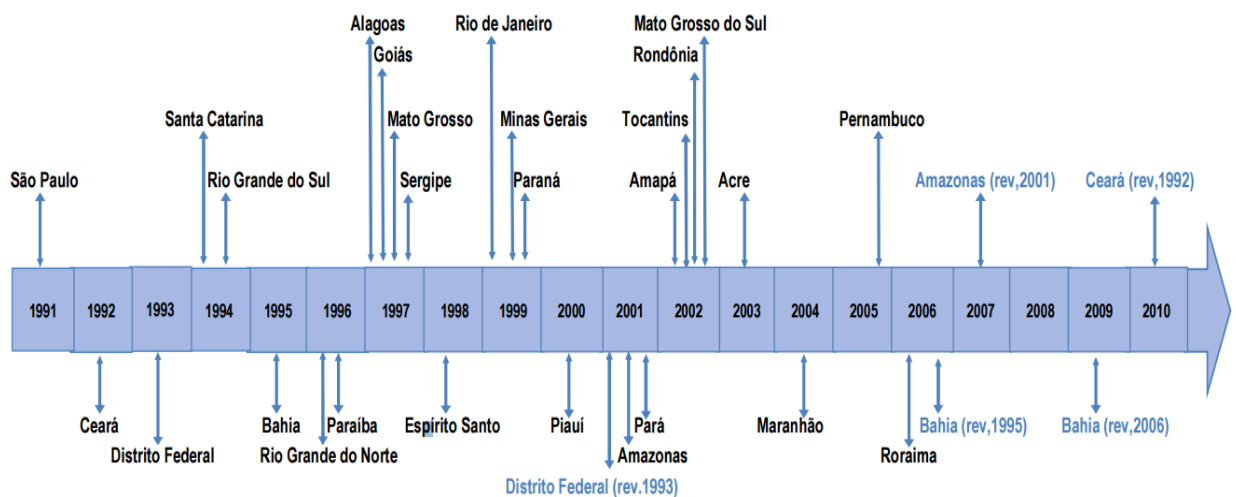 Alagoas
Rio de Janeiro
Mato Grosso do Sul
Goiás
Rondônia
Santa Catarina
Mato Grosso
Minas Gerais
Tocantins
Pernambuco
São Paulo
Rio Grande do Sul
Sergipe
Paraná
Amapá
Acre
Amazonas (rev,2001)
Ceará (rev,1992)
1991 1992 1993 1994 1995 1996 1997 1998 1999 2000 2001 2002 2003 2004 2005 2006 2007 2008 2009 2010
Ceará
Bahia
Paraíba
Espírito Santo
Piauí
Pará
Maranhão
Bahia (rev,1995)
Bahia (rev,2006)
Distrito Federal
Rio Grande do Norte
Amazonas
Roraima
Distrito Federal (rev.1993)